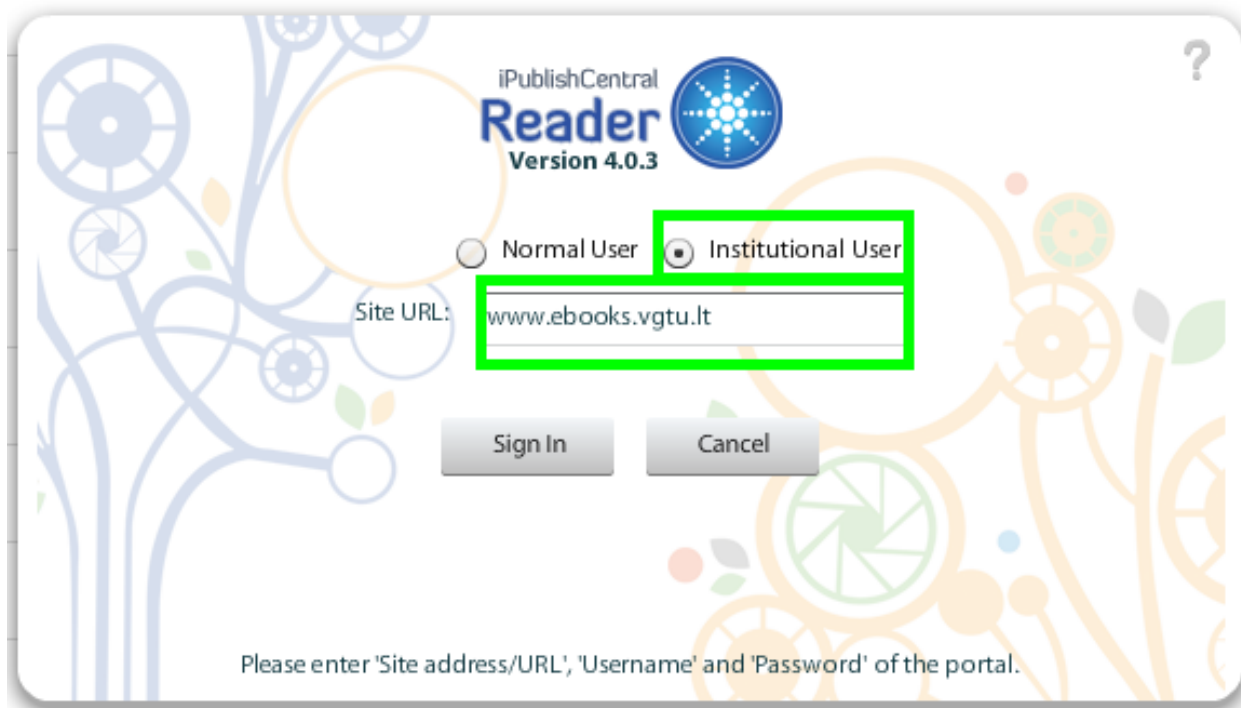 ?
iPublishCentral
Reader
Version 4.0.3
Normal User Institutional User
Site URL: www.ebooks.vgtu.lt
Sign In Cancel
Please enter 'Site address/URL', 'Username' and 'Password' of the portal.